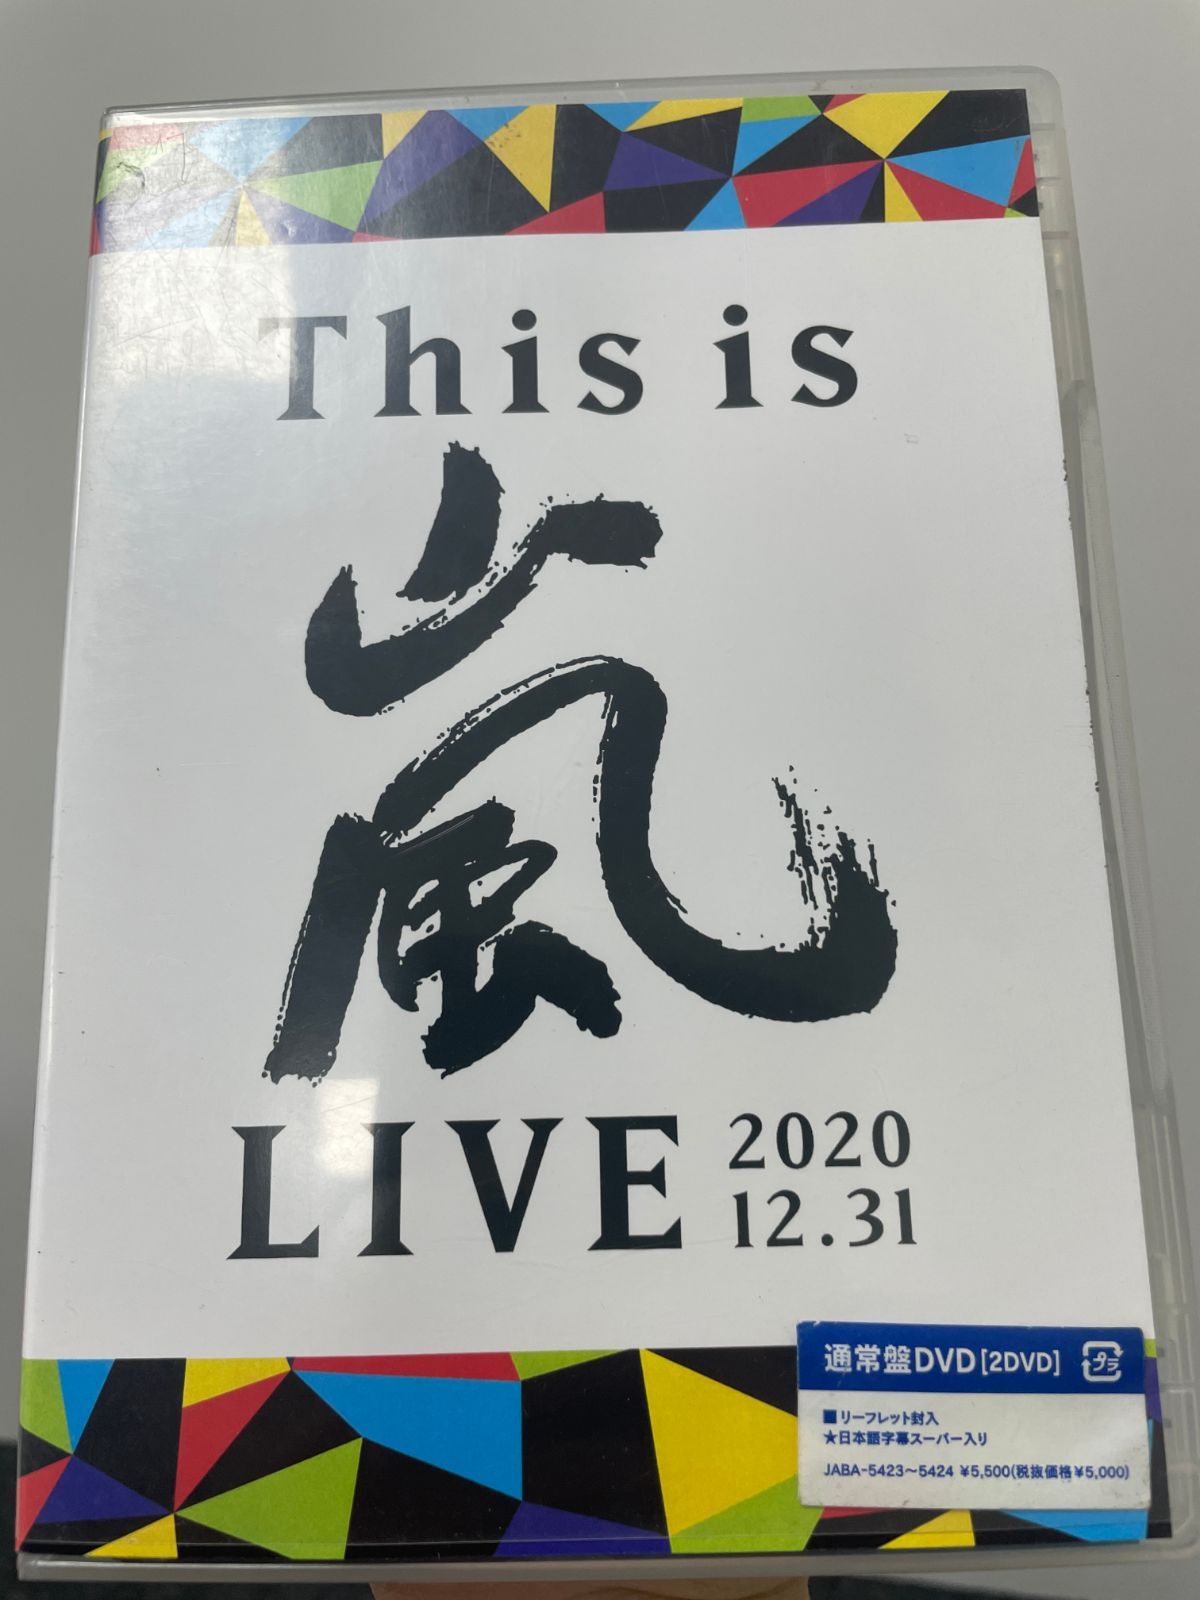 This is
嵐
LIVE 2020
12.31
通常盤DVD[2DVD] プラ
■リーフレット封入
★日本語字幕スーパー入り
JABA-5423～5424 ¥5,500(税抜価格¥5,000)